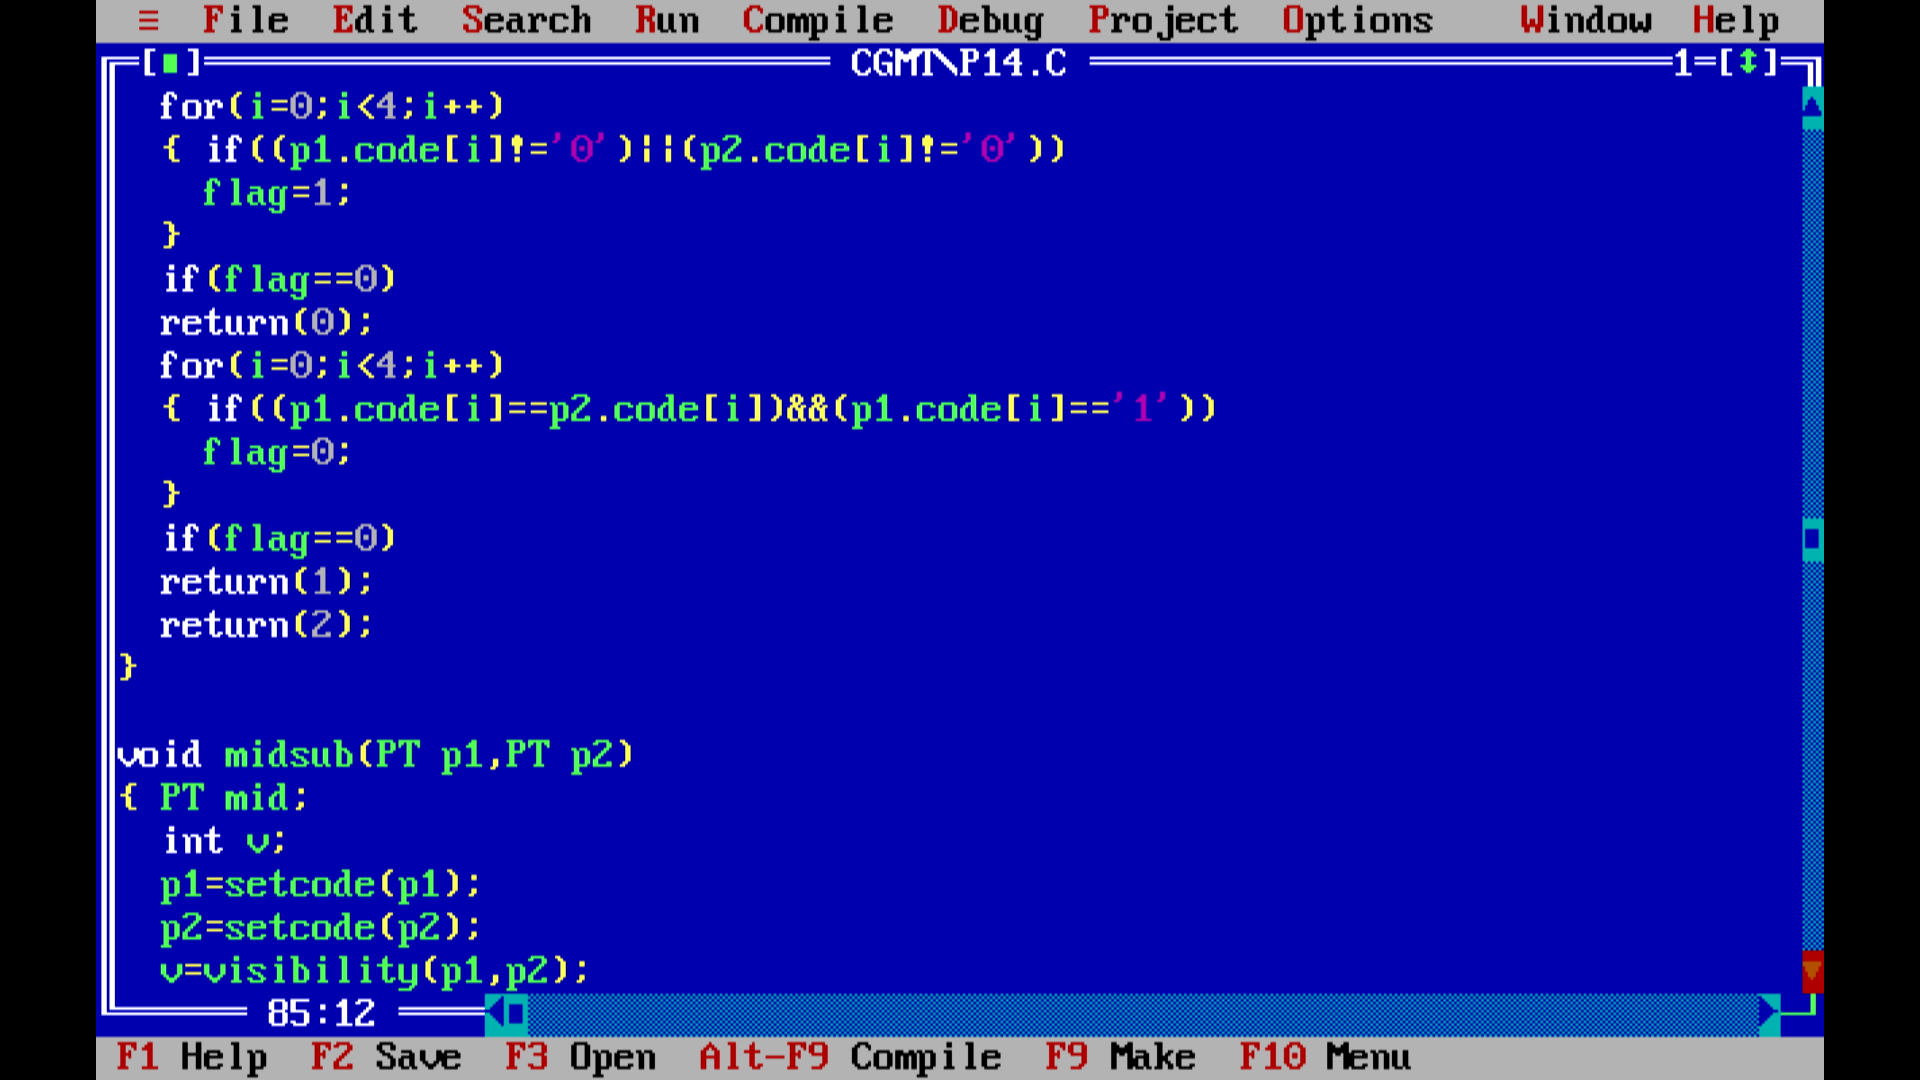 ≡ File Edit Search Run Compile Debug Project Options Window Help
[■] CGMT\P14.C 1=[↕]
for(i=0;i<4;i++)
{ if((p1.code[i]!='0')||(p2.code[i]!='0'))
flag=1;
}
if(flag==0)
return(0);
for(i=0;i<4;i++)
{ if((p1.code[i]==p2.code[i])&&(p1.code[i]=='1'))
flag=0;
}
if(flag==0)
return(1);
return(2);
}
void midsub(PT p1,PT p2)
{ PT mid;
int v;
p1=setcode(p1);
p2=setcode(p2);
v=visibility(p1,p2);
85:12
F1 Help F2 Save F3 Open Alt-F9 Compile F9 Make F10 Menu